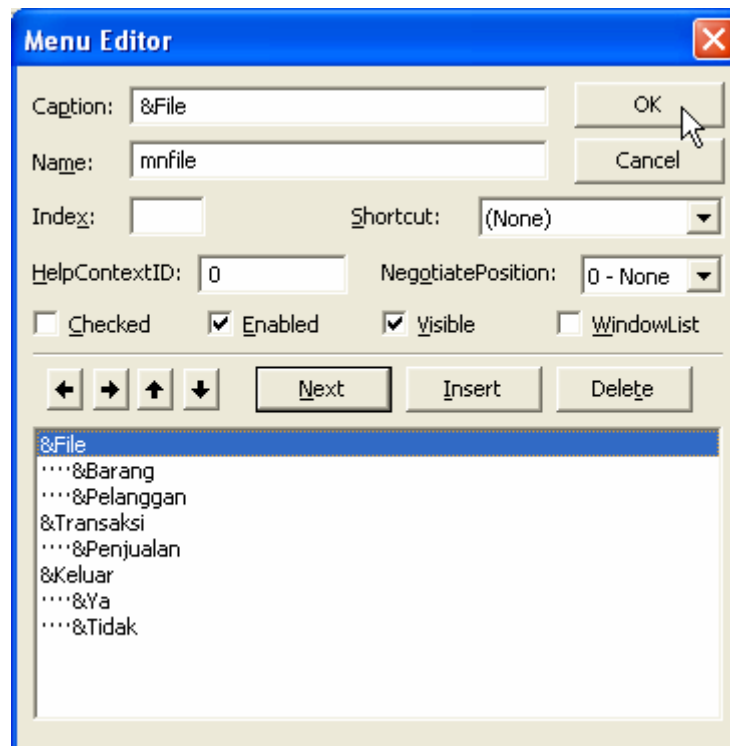 Menu Editor
Caption: &File OK
Name: mnfile Cancel
Index: Shortcut: (None)
HelpContextID: 0 NegotiatePosition: 0 - None
Checked Enabled Visible WindowList
Next Insert Delete
&File
····&Barang
····&Pelanggan
&Transaksi
····&Penjualan
&Keluar
····&Ya
····&Tidak